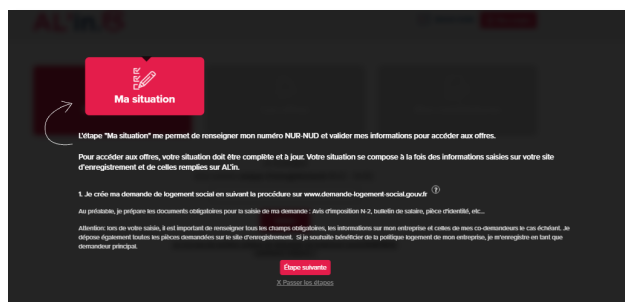 AL'in.fr
Ma situation
L'étape "Ma situation" me permet de renseigner mon numéro NUR-NUD et valider mes informations pour accéder aux offres.
Pour accéder aux offres, votre situation doit être complète et à jour. Votre situation se compose à la fois des informations saisies sur votre site
d'enregistrement et de celles remplies sur AL'in.
1. Je crée ma demande de logement social en suivant la procédure sur www.demande-logement-social.gouv.fr ?
Au préalable, je prépare les documents obligatoires pour la saisie de ma demande : Avis d'imposition N-2, bulletin de salaire, pièce d'identité, etc...
Attention: lors de votre saisie, il est important de renseigner tous les champs obligatoires, les informations sur mon entreprise et celles de mes co-demandeurs le cas échéant. Je
dépose également toutes les pièces demandées sur le site d'enregistrement. Si je souhaite bénéficier de la politique logement de mon entreprise, je m'enregistre en tant que
demandeur principal.
Étape suivante
X Passer les étapes